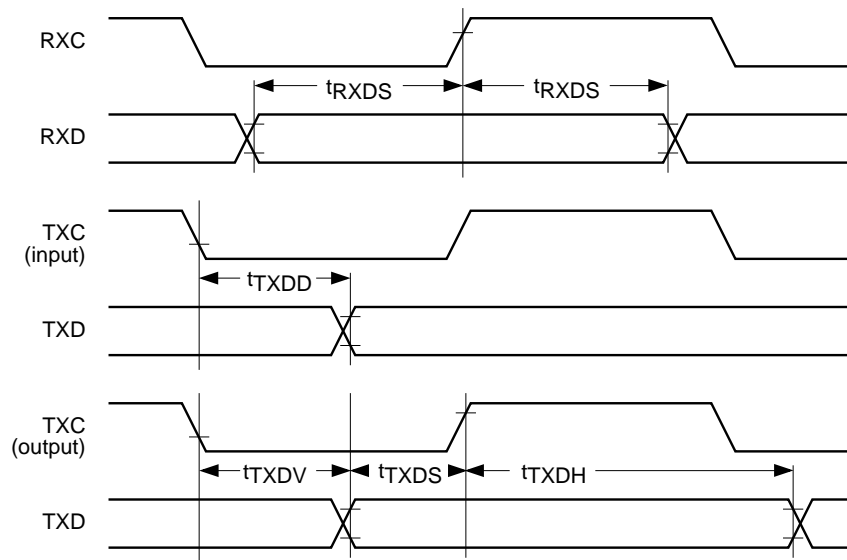 RXC
tRXDS tRXDS
RXD
TXC
(input)
tTXDD
TXD
TXC
(output)
tTXDV tTXDS tTXDH
TXD